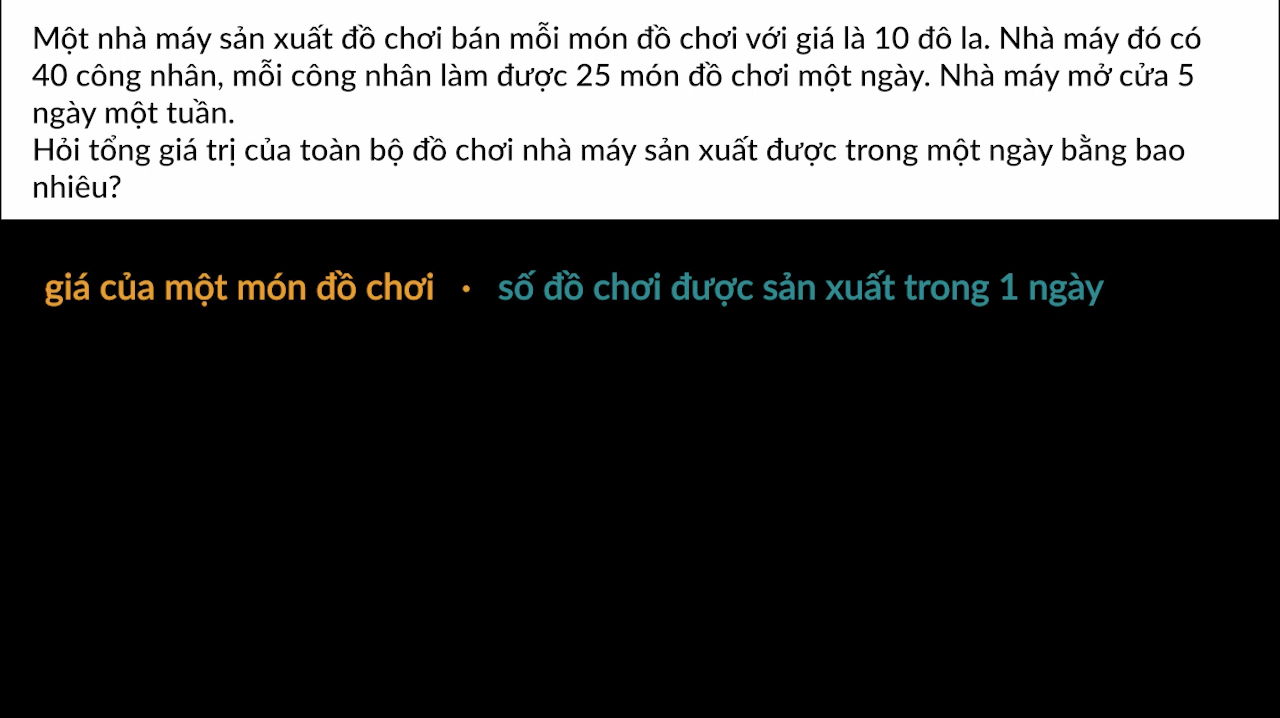 Một nhà máy sản xuất đồ chơi bán mỗi món đồ chơi với giá là 10 đô la. Nhà máy đó có
40 công nhân, mỗi công nhân làm được 25 món đồ chơi một ngày. Nhà máy mở cửa 5
ngày một tuần.
Hỏi tổng giá trị của toàn bộ đồ chơi nhà máy sản xuất được trong một ngày bằng bao
nhiêu?
giá của một món đồ chơi · số đồ chơi được sản xuất trong 1 ngày